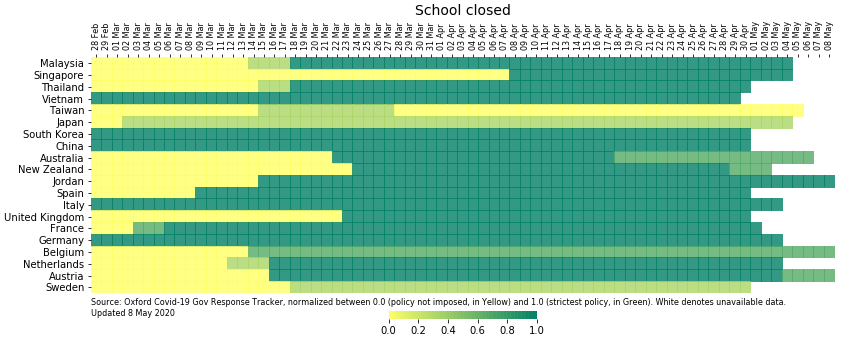 School closed
28 Feb
29 Feb
01 Mar
02 Mar
03 Mar
04 Mar
05 Mar
06 Mar
07 Mar
08 Mar
09 Mar
10 Mar
11 Mar
12 Mar
13 Mar
14 Mar
15 Mar
16 Mar
17 Mar
18 Mar
19 Mar
20 Mar
21 Mar
22 Mar
23 Mar
24 Mar
25 Mar
26 Mar
27 Mar
28 Mar
29 Mar
30 Mar
31 Mar
01 Apr
02 Apr
03 Apr
04 Apr
05 Apr
06 Apr
07 Apr
08 Apr
09 Apr
10 Apr
11 Apr
12 Apr
13 Apr
14 Apr
15 Apr
16 Apr
17 Apr
18 Apr
19 Apr
20 Apr
21 Apr
22 Apr
23 Apr
24 Apr
25 Apr
26 Apr
27 Apr
28 Apr
29 Apr
30 Apr
01 May
02 May
03 May
04 May
05 May
06 May
07 May
08 May
Malaysia
Singapore
Thailand
Vietnam
Taiwan
Japan
South Korea
China
Australia
New Zealand
Jordan
Spain
Italy
United Kingdom
France
Germany
Belgium
Netherlands
Austria
Sweden
Source: Oxford Covid-19 Gov Response Tracker, normalized between 0.0 (policy not imposed, in Yellow) and 1.0 (strictest policy, in Green). White denotes unavailable data.
Updated 8 May 2020
0.0 0.2 0.4 0.6 0.8 1.0